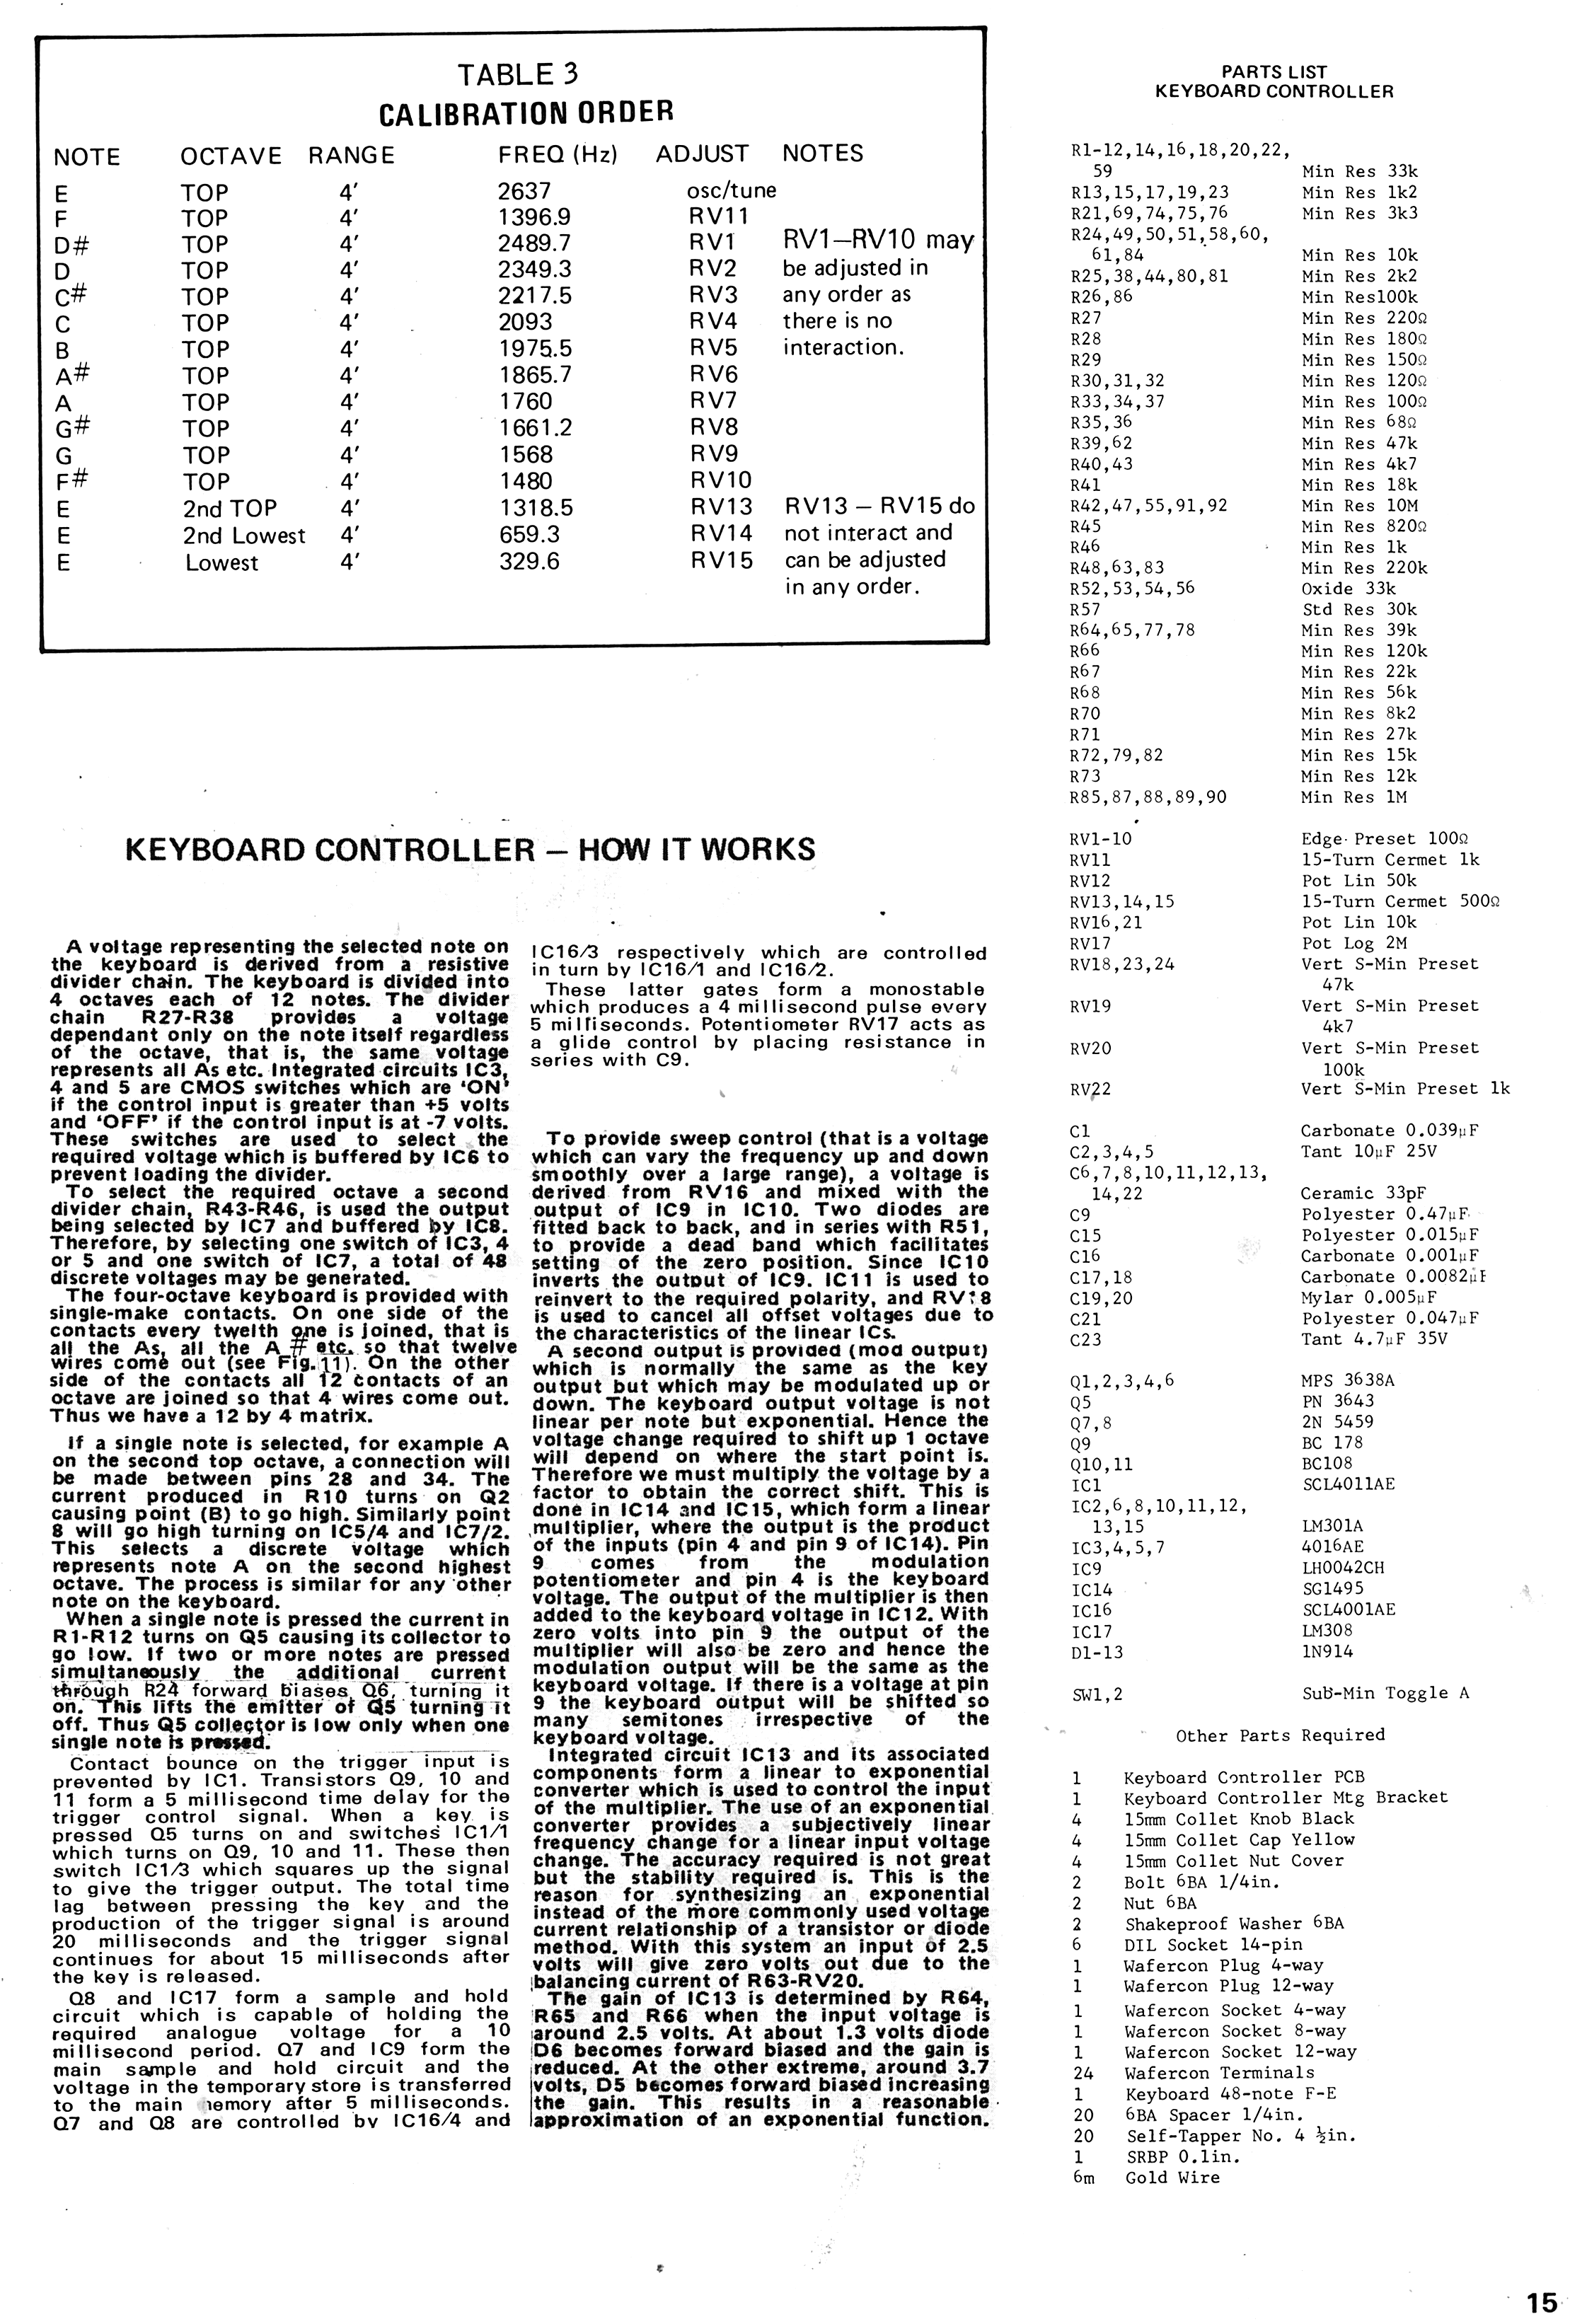 TABLE 3
CALIBRATION ORDER
NOTE OCTAVE RANGE FREQ (Hz) ADJUST NOTES
E TOP 4′ 2637 osc/tune
F TOP 4′ 1396.9 RV11
D# TOP 4′ 2489.7 RV1 RV1—RV10 may
D TOP 4′ 2349.3 RV2 be adjusted in
C# TOP 4′ 2217.5 RV3 any order as
C TOP 4′ 2093 RV4 there is no
B TOP 4′ 1975.5 RV5 interaction.
A# TOP 4′ 1865.7 RV6
A TOP 4′ 1760 RV7
G# TOP 4′ 1661.2 RV8
G TOP 4′ 1568 RV9
F# TOP 4′ 1480 RV10
E 2nd TOP 4′ 1318.5 RV13 RV13 — RV15 do
E 2nd Lowest 4′ 659.3 RV14 not interact and
E Lowest 4′ 329.6 RV15 can be adjusted
in any order.
KEYBOARD CONTROLLER — HOW IT WORKS
A voltage representing the selected note on
the keyboard is derived from a resistive
divider chain. The keyboard is divided into
4 octaves each of 12 notes. The divider
chain R27-R38 provides a voltage
dependant only on the note itself regardless
of the octave, that is, the same voltage
represents all As etc. Integrated circuits IC3,
4 and 5 are CMOS switches which are ‘ON’
if the control input is greater than +5 volts
and ‘OFF’ if the control input is at -7 volts.
These switches are used to select the
required voltage which is buffered by IC6 to
prevent loading the divider.
To select the required octave a second
divider chain, R43-R46, is used the output
being selected by IC7 and buffered by IC8.
Therefore, by selecting one switch of IC3, 4
or 5 and one switch of IC7, a total of 48
discrete voltages may be generated.
The four-octave keyboard is provided with
single-make contacts. On one side of the
contacts every twelth one is joined, that is
all the As, all the A # etc. so that twelve
wires come out (see Fig. 11). On the other
side of the contacts all 12 contacts of an
octave are joined so that 4 wires come out.
Thus we have a 12 by 4 matrix.
If a single note is selected, for example A
on the second top octave, a connection will
be made between pins 28 and 34. The
current produced in R10 turns on Q2
causing point (B) to go high. Similarly point
8 will go high turning on IC5/4 and IC7/2.
This selects a discrete voltage which
represents note A on the second highest
octave. The process is similar for any other
note on the keyboard.
When a single note is pressed the current in
R1-R12 turns on Q5 causing its collector to
go low. If two or more notes are pressed
simultaneously the additional current
through R24 forward biases Q6, turning it
on. This lifts the emitter of Q5 turning it
off. Thus Q5 collector is low only when one
single note is pressed.
Contact bounce on the trigger input is
prevented by IC1. Transistors Q9, 10 and
11 form a 5 millisecond time delay for the
trigger control signal. When a key is
pressed Q5 turns on and switches IC1/1
which turns on Q9, 10 and 11. These then
switch IC1/3 which squares up the signal
to give the trigger output. The total time
lag between pressing the key and the
production of the trigger signal is around
20 milliseconds and the trigger signal
continues for about 15 milliseconds after
the key is released.
Q8 and IC17 form a sample and hold
circuit which is capable of holding the
required analogue voltage for a 10
millisecond period. Q7 and IC9 form the
main sample and hold circuit and the
voltage in the temporary store is transferred
to the main memory after 5 milliseconds.
Q7 and Q8 are controlled by IC16/4 and
IC16/3 respectively which are controlled
in turn by IC16/1 and IC16/2.
These latter gates form a monostable
which produces a 4 millisecond pulse every
5 milliseconds. Potentiometer RV17 acts as
a glide control by placing resistance in
series with C9.
To provide sweep control (that is a voltage
which can vary the frequency up and down
smoothly over a large range), a voltage is
derived from RV16 and mixed with the
output of IC9 in IC10. Two diodes are
fitted back to back, and in series with R51,
to provide a dead band which facilitates
setting of the zero position. Since IC10
inverts the output of IC9. IC11 is used to
reinvert to the required polarity, and RV18
is used to cancel all offset voltages due to
the characteristics of the linear ICs.
A second output is provided (mod output)
which is normally the same as the key
output but which may be modulated up or
down. The keyboard output voltage is not
linear per note but exponential. Hence the
voltage change required to shift up 1 octave
will depend on where the start point is.
Therefore we must multiply the voltage by a
factor to obtain the correct shift. This is
done in IC14 and IC15, which form a linear
multiplier, where the output is the product
of the inputs (pin 4 and pin 9 of IC14). Pin
9 comes from the modulation
potentiometer and pin 4 is the keyboard
voltage. The output of the multiplier is then
added to the keyboard voltage in IC12. With
zero volts into pin 9 the output of the
multiplier will also be zero and hence the
modulation output will be the same as the
keyboard voltage. If there is a voltage at pin
9 the keyboard output will be shifted so
many semitones irrespective of the
keyboard voltage.
Integrated circuit IC13 and its associated
components form a linear to exponential
converter which is used to control the input
of the multiplier. The use of an exponential
converter provides a subjectively linear
frequency change for a linear input voltage
change. The accuracy required is not great
but the stability required is. This is the
reason for synthesizing an exponential
instead of the more commonly used voltage
current relationship of a transistor or diode
method. With this system an input of 2.5
volts will give zero volts out due to the
balancing current of R63-RV20.
The gain of IC13 is determined by R64,
R65 and R66 when the input voltage is
around 2.5 volts. At about 1.3 volts diode
D6 becomes forward biased and the gain is
reduced. At the other extreme, around 3.7
volts, D5 becomes forward biased increasing
the gain. This results in a reasonable
approximation of an exponential function.
PARTS LIST
KEYBOARD CONTROLLER
R1-12,14,16,18,20,22,
59 Min Res 33k
R13,15,17,19,23 Min Res 1k2
R21,69,74,75,76 Min Res 3k3
R24,49,50,51,58,60,
61,84 Min Res 10k
R25,38,44,80,81 Min Res 2k2
R26,86 Min Res100k
R27 Min Res 220Ω
R28 Min Res 180Ω
R29 Min Res 150Ω
R30,31,32 Min Res 120Ω
R33,34,37 Min Res 100Ω
R35,36 Min Res 68Ω
R39,62 Min Res 47k
R40,43 Min Res 4k7
R41 Min Res 18k
R42,47,55,91,92 Min Res 10M
R45 Min Res 820Ω
R46 Min Res 1k
R48,63,83 Min Res 220k
R52,53,54,56 Oxide 33k
R57 Std Res 30k
R64,65,77,78 Min Res 39k
R66 Min Res 120k
R67 Min Res 22k
R68 Min Res 56k
R70 Min Res 8k2
R71 Min Res 27k
R72,79,82 Min Res 15k
R73 Min Res 12k
R85,87,88,89,90 Min Res 1M
RV1-10 Edge Preset 100Ω
RV11 15-Turn Cermet 1k
RV12 Pot Lin 50k
RV13,14,15 15-Turn Cermet 500Ω
RV16,21 Pot Lin 10k
RV17 Pot Log 2M
RV18,23,24 Vert S-Min Preset
47k
RV19 Vert S-Min Preset
4k7
RV20 Vert S-Min Preset
100k
RV22 Vert S-Min Preset 1k
C1 Carbonate 0.039µF
C2,3,4,5 Tant 10µF 25V
C6,7,8,10,11,12,13,
14,22 Ceramic 33pF
C9 Polyester 0.47µF
C15 Polyester 0.015µF
C16 Carbonate 0.001µF
C17,18 Carbonate 0.0082µF
C19,20 Mylar 0.005µF
C21 Polyester 0.047µF
C23 Tant 4.7µF 35V
Q1,2,3,4,6 MPS 3638A
Q5 PN 3643
Q7,8 2N 5459
Q9 BC 178
Q10,11 BC108
IC1 SCL4011AE
IC2,6,8,10,11,12,
13,15 LM301A
IC3,4,5,7 4016AE
IC9 LH0042CH
IC14 SG1495
IC16 SCL4001AE
IC17 LM308
D1-13 1N914
SW1,2 Sub-Min Toggle A
Other Parts Required
1 Keyboard Controller PCB
1 Keyboard Controller Mtg Bracket
4 15mm Collet Knob Black
4 15mm Collet Cap Yellow
4 15mm Collet Nut Cover
2 Bolt 6BA 1/4in.
2 Nut 6BA
2 Shakeproof Washer 6BA
6 DIL Socket 14-pin
1 Wafercon Plug 4-way
1 Wafercon Plug 12-way
1 Wafercon Socket 4-way
1 Wafercon Socket 8-way
1 Wafercon Socket 12-way
24 Wafercon Terminals
1 Keyboard 48-note F-E
20 6BA Spacer 1/4in.
20 Self-Tapper No. 4 ½in.
1 SRBP 0.1in.
6m Gold Wire
15